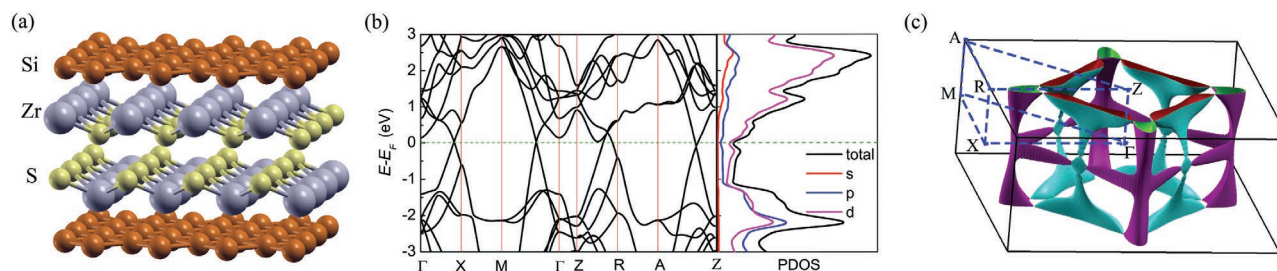 (a)
Si
Zr
S
(b)
E-E_F (eV)
3
2
1
0
-1
-2
-3
Γ X M Γ Z R A Z
total
s
p
d
PDOS
(c)
A
M
R
Z
X
Γ